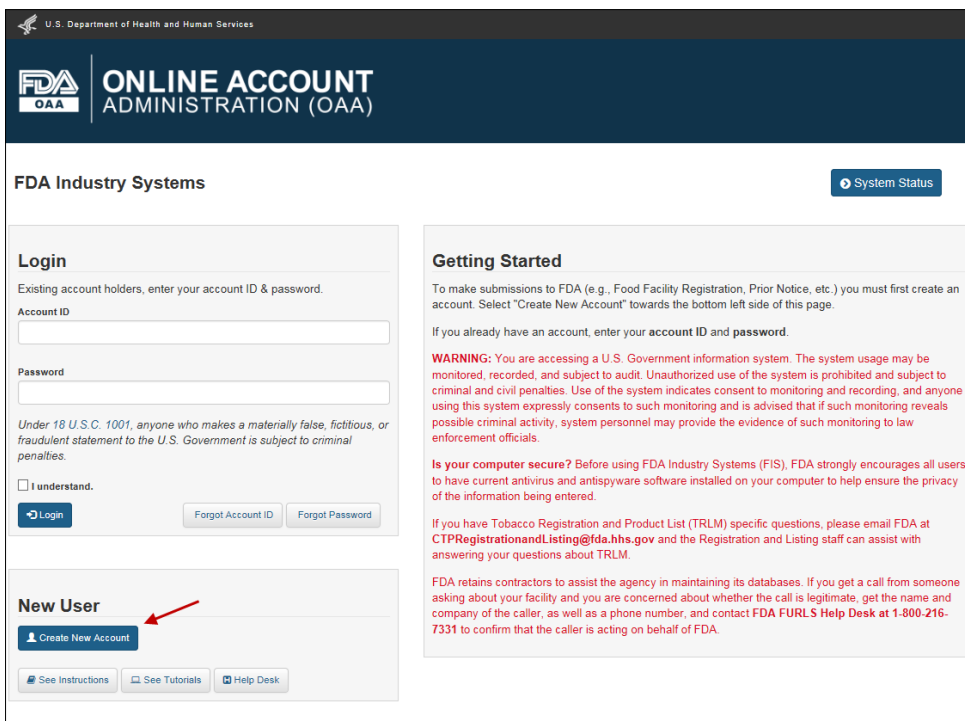 U.S. Department of Health and Human Services
FDA
OAA
ONLINE ACCOUNT
ADMINISTRATION (OAA)
FDA Industry Systems
System Status
Login
Existing account holders, enter your account ID & password.
Account ID
Password
Under 18 U.S.C. 1001, anyone who makes a materially false, fictitious, or
fraudulent statement to the U.S. Government is subject to criminal
penalties.
I understand.
Login
Forgot Account ID
Forgot Password
New User
Create New Account
See Instructions
See Tutorials
Help Desk
Getting Started
To make submissions to FDA (e.g., Food Facility Registration, Prior Notice, etc.) you must first create an
account. Select "Create New Account" towards the bottom left side of this page.
If you already have an account, enter your account ID and password.
WARNING: You are accessing a U.S. Government information system. The system usage may be
monitored, recorded, and subject to audit. Unauthorized use of the system is prohibited and subject to
criminal and civil penalties. Use of the system indicates consent to monitoring and recording, and anyone
using this system expressly consents to such monitoring and is advised that if such monitoring reveals
possible criminal activity, system personnel may provide the evidence of such monitoring to law
enforcement officials.
Is your computer secure? Before using FDA Industry Systems (FIS), FDA strongly encourages all users
to have current antivirus and antispyware software installed on your computer to help ensure the privacy
of the information being entered.
If you have Tobacco Registration and Product List (TRLM) specific questions, please email FDA at
CTPRegistrationandListing@fda.hhs.gov and the Registration and Listing staff can assist with
answering your questions about TRLM.
FDA retains contractors to assist the agency in maintaining its databases. If you get a call from someone
asking about your facility and you are concerned about whether the call is legitimate, get the name and
company of the caller, as well as a phone number, and contact FDA FURLS Help Desk at 1-800-216-
7331 to confirm that the caller is acting on behalf of FDA.